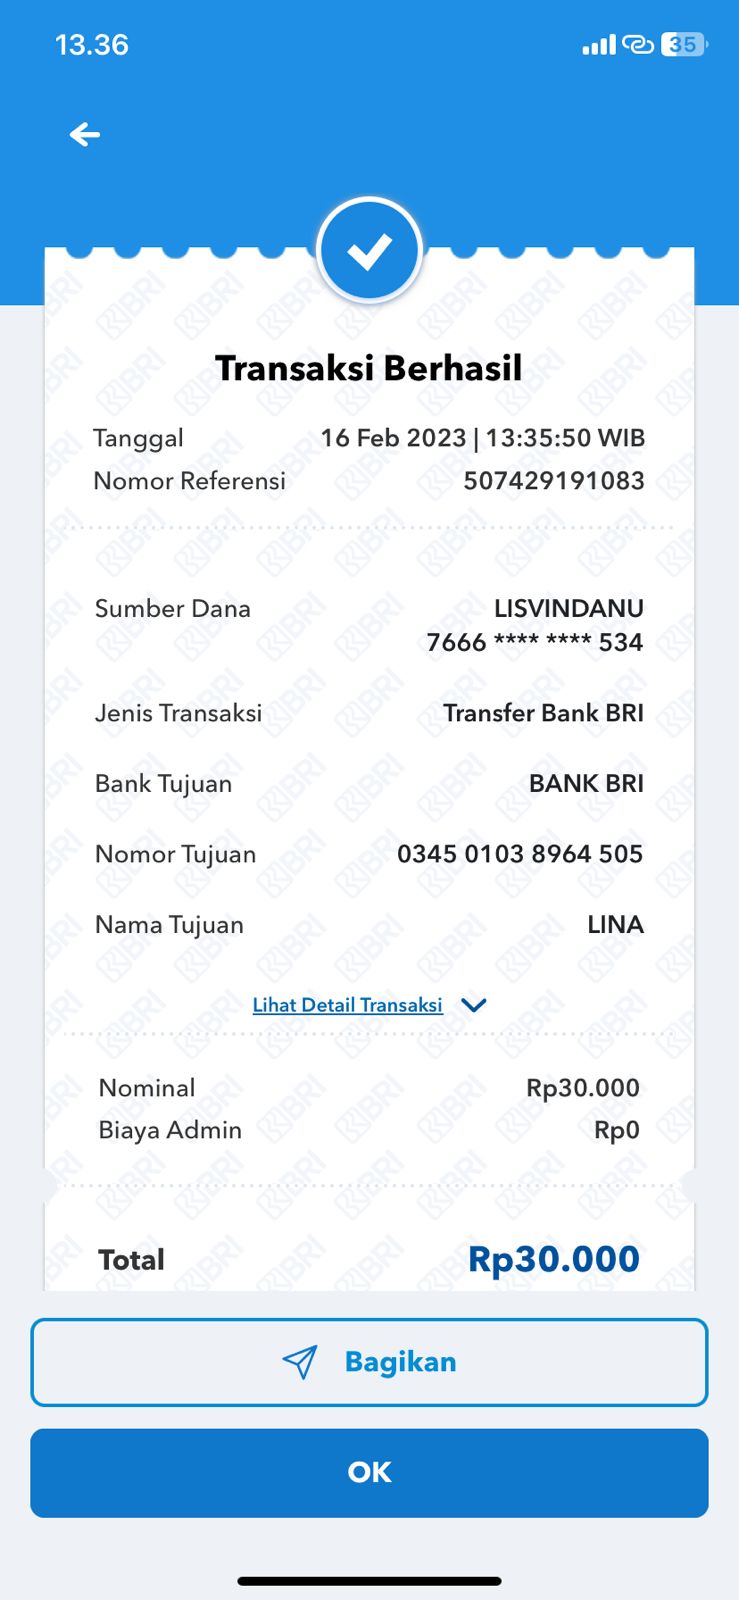 13.36
35
Transaksi Berhasil
Tanggal 16 Feb 2023 | 13:35:50 WIB
Nomor Referensi 507429191083
Sumber Dana LISVINDANU
7666 **** **** 534
Jenis Transaksi Transfer Bank BRI
Bank Tujuan BANK BRI
Nomor Tujuan 0345 0103 8964 505
Nama Tujuan LINA
Lihat Detail Transaksi
Nominal Rp30.000
Biaya Admin Rp0
Total Rp30.000
Bagikan
OK